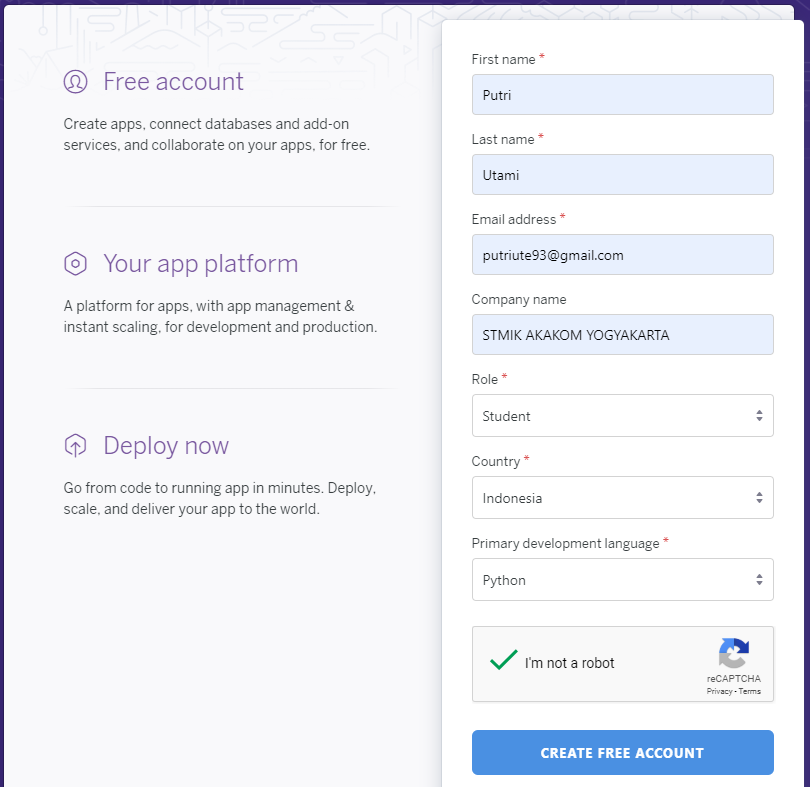 Free account
Create apps, connect databases and add-on
services, and collaborate on your apps, for free.
Your app platform
A platform for apps, with app management &
instant scaling, for development and production.
Deploy now
Go from code to running app in minutes. Deploy,
scale, and deliver your app to the world.
First name *
Putri
Last name *
Utami
Email address *
putriute93@gmail.com
Company name
STMIK AKAKOM YOGYAKARTA
Role *
Student
Country *
Indonesia
Primary development language *
Python
I'm not a robot
reCAPTCHA
Privacy - Terms
CREATE FREE ACCOUNT